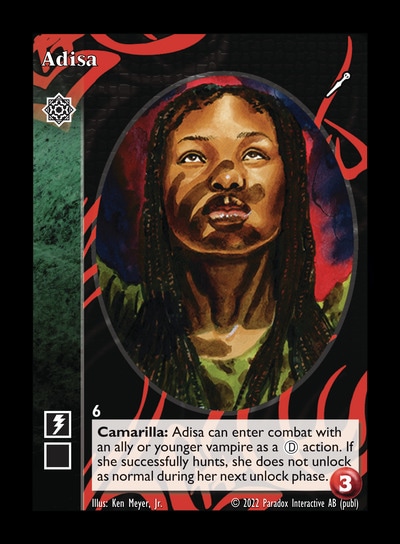 Adisa
6
Camarilla: Adisa can enter combat with
an ally or younger vampire as a Ⓓ action. If
she successfully hunts, she does not unlock
as normal during her next unlock phase.
3
Illus: Ken Meyer, Jr. © 2022 Paradox Interactive AB (publ)